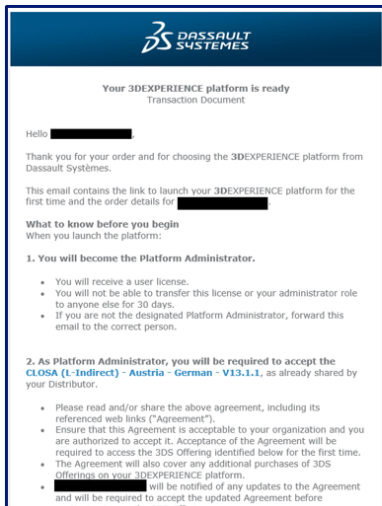 DASSAULT
SYSTEMES
Your 3DEXPERIENCE platform is ready
Transaction Document
Hello ,
Thank you for your order and for choosing the 3DEXPERIENCE platform from
Dassault Systèmes.
This email contains the link to launch your 3DEXPERIENCE platform for the
first time and the order details for .
What to know before you begin
When you launch the platform:
1. You will become the Platform Administrator.
• You will receive a user license.
• You will not be able to transfer this license or your administrator role
to anyone else for 30 days.
• If you are not the designated Platform Administrator, forward this
email to the correct person.
2. As Platform Administrator, you will be required to accept the
CLOSA (L-Indirect) - Austria - German - V13.1.1, as already shared by
your Distributor.
• Please read and/or share the above agreement, including its
referenced web links ("Agreement").
• Ensure that this Agreement is acceptable to your organization and you
are authorized to accept it. Acceptance of the Agreement will be
required to access the 3DS Offering identified below for the first time.
• The Agreement will also cover any additional purchases of 3DS
Offerings on your 3DEXPERIENCE platform.
• will be notified of any updates to the Agreement
and will be required to accept the updated Agreement before